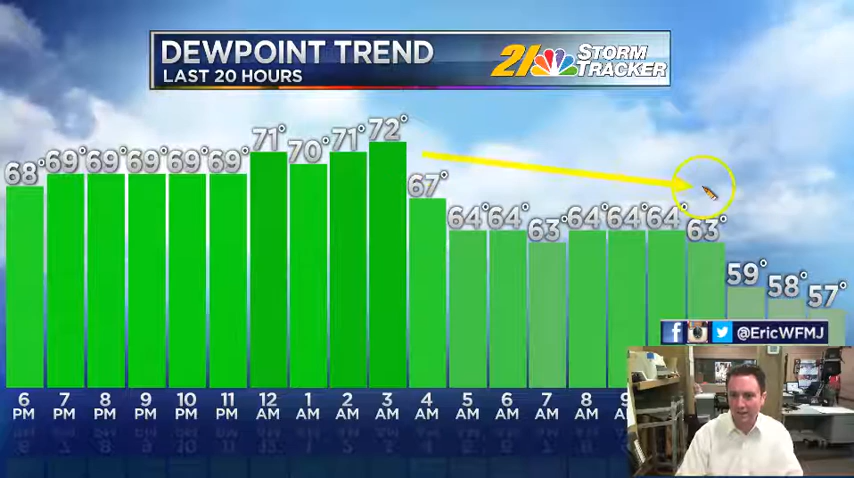 DEWPOINT TREND
LAST 20 HOURS
21 STORM
TRACKER
68° 69° 69° 69° 69° 69° 71° 70° 71° 72° 67° 64° 64° 63° 64° 64° 64° 63° 59° 58° 57°
f @EricWFMJ
6 7 8 9 10 11 12 1 2 3 4 5 6 7 8 9
PM PM PM PM PM PM AM AM AM AM AM AM AM AM AM